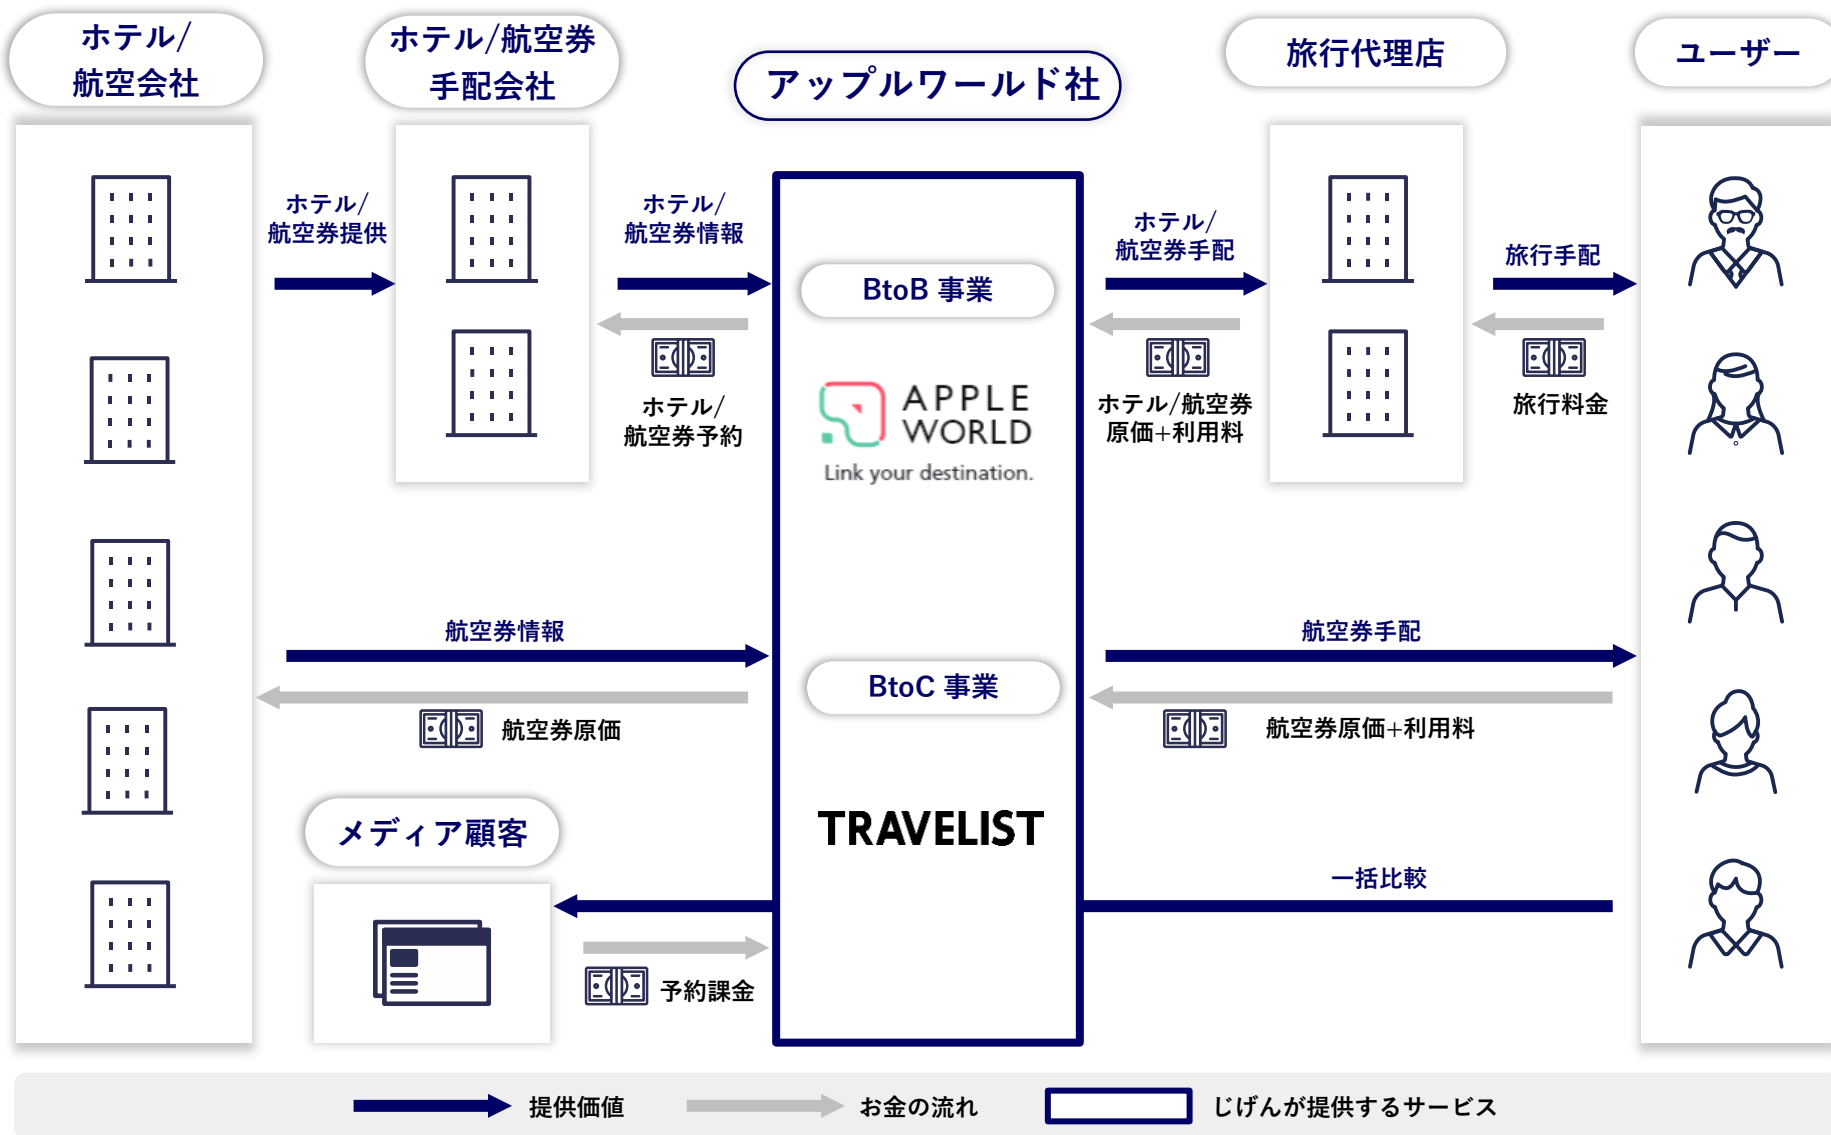 ホテル/
航空会社
ホテル/航空券
手配会社
アップルワールド社
旅行代理店
ユーザー
ホテル/
航空券提供
ホテル/
航空券情報
ホテル/
航空券手配
旅行手配
BtoB 事業
ホテル/
航空券予約
APPLE
WORLD
Link your destination.
ホテル/航空券
原価+利用料
旅行料金
航空券情報
航空券手配
BtoC 事業
航空券原価
航空券原価+利用料
メディア顧客
TRAVELIST
一括比較
予約課金
提供価値
お金の流れ
じげんが提供するサービス